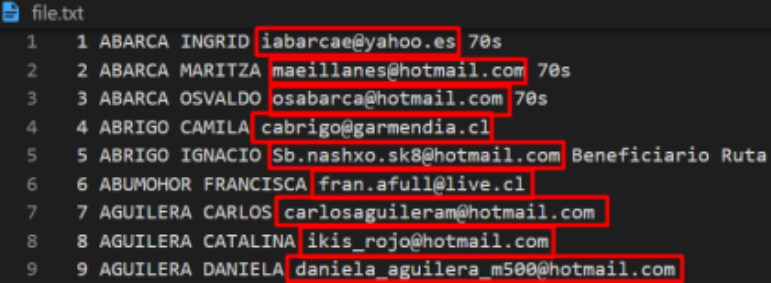 file.txt
1 1 ABARCA INGRID iabarcae@yahoo.es 70s
2 2 ABARCA MARITZA maeillanes@hotmail.com 70s
3 3 ABARCA OSVALDO osabarca@hotmail.com 70s
4 4 ABRIGO CAMILA cabrigo@garmendia.cl
5 5 ABRIGO IGNACIO Sb.nashxo.sk8@hotmail.com Beneficiario Ruta
6 6 ABUMOHOR FRANCISCA fran.afull@live.cl
7 7 AGUILERA CARLOS carlosaguileram@hotmail.com
8 8 AGUILERA CATALINA ikis_rojo@hotmail.com
9 9 AGUILERA DANIELA daniela_aguilera_m500@hotmail.com